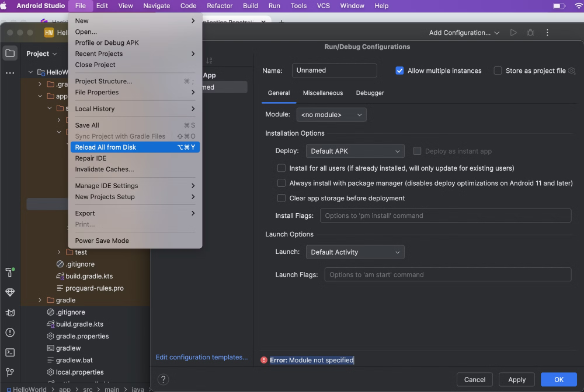 Android Studio File Edit View Navigate Code Refactor Build Run Tools VCS Window Help
HM Hell
Add Configuration...
Project
HelloWo
app
New
Open...
Profile or Debug APK
Recent Projects
Close Project
Project Structure... ⌘ ;
File Properties
Local History
Save All ⌘ S
Sync Project with Gradle Files
Reload All from Disk ⌥⌘ Y
Repair IDE
Invalidate Caches...
Manage IDE Settings
New Projects Setup
Export
Print...
Power Save Mode
test
.gitignore
build.gradle.kts
proguard-rules.pro
gradle
.gitignore
build.gradle.kts
gradle.properties
gradlew
gradlew.bat
local.properties
HelloWorld > app > src > main > java
Run/Debug Configurations
App
med
Edit configuration templates...
Name: Unnamed Allow multiple instances Store as project file
General Miscellaneous Debugger
Module: <no module>
Installation Options
Deploy: Default APK Deploy as instant app
Install for all users (if already installed, will only update for existing users)
Always install with package manager (disables deploy optimizations on Android 11 and later)
Clear app storage before deployment
Install Flags: Options to 'pm install' command
Launch Options
Launch: Default Activity
Launch Flags: Options to 'am start' command
Error: Module not specified
? Cancel Apply OK